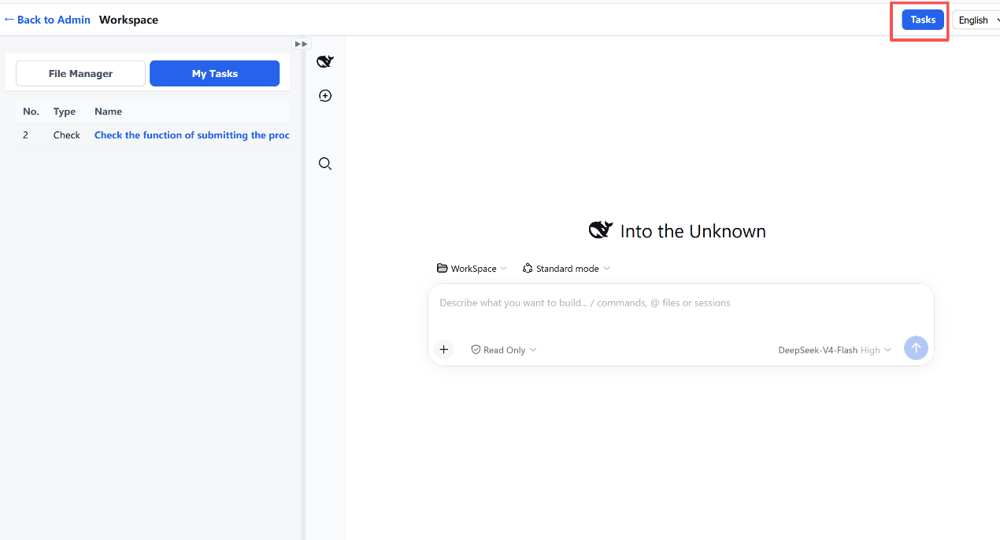 ← Back to Admin Workspace Tasks English
File Manager My Tasks
No. Type Name
2 Check Check the function of submitting the proc
Into the Unknown
WorkSpace Standard mode
Describe what you want to build... / commands, @ files or sessions
Read Only DeepSeek-V4-Flash High